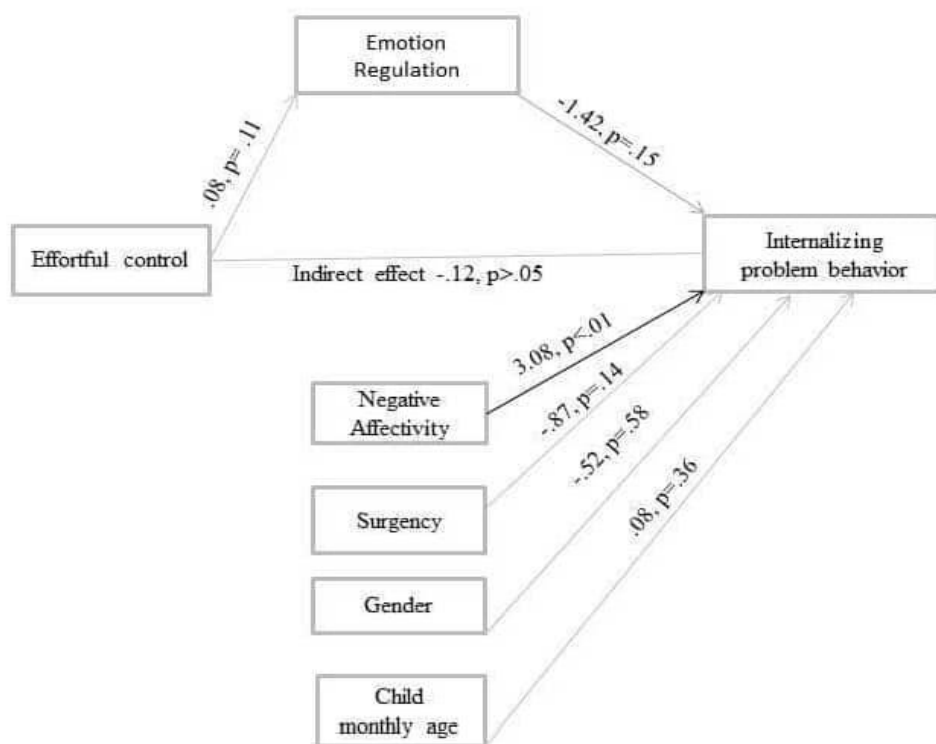 Emotion
Regulation
.08, p= .11
-1.42, p=.15
Effortful control
Internalizing
problem behavior
Indirect effect -.12, p>.05
3.08, p<.01
Negative
Affectivity
-.87, p=.14
-.52, p=.58
.08, p=.36
Surgency
Gender
Child
monthly age